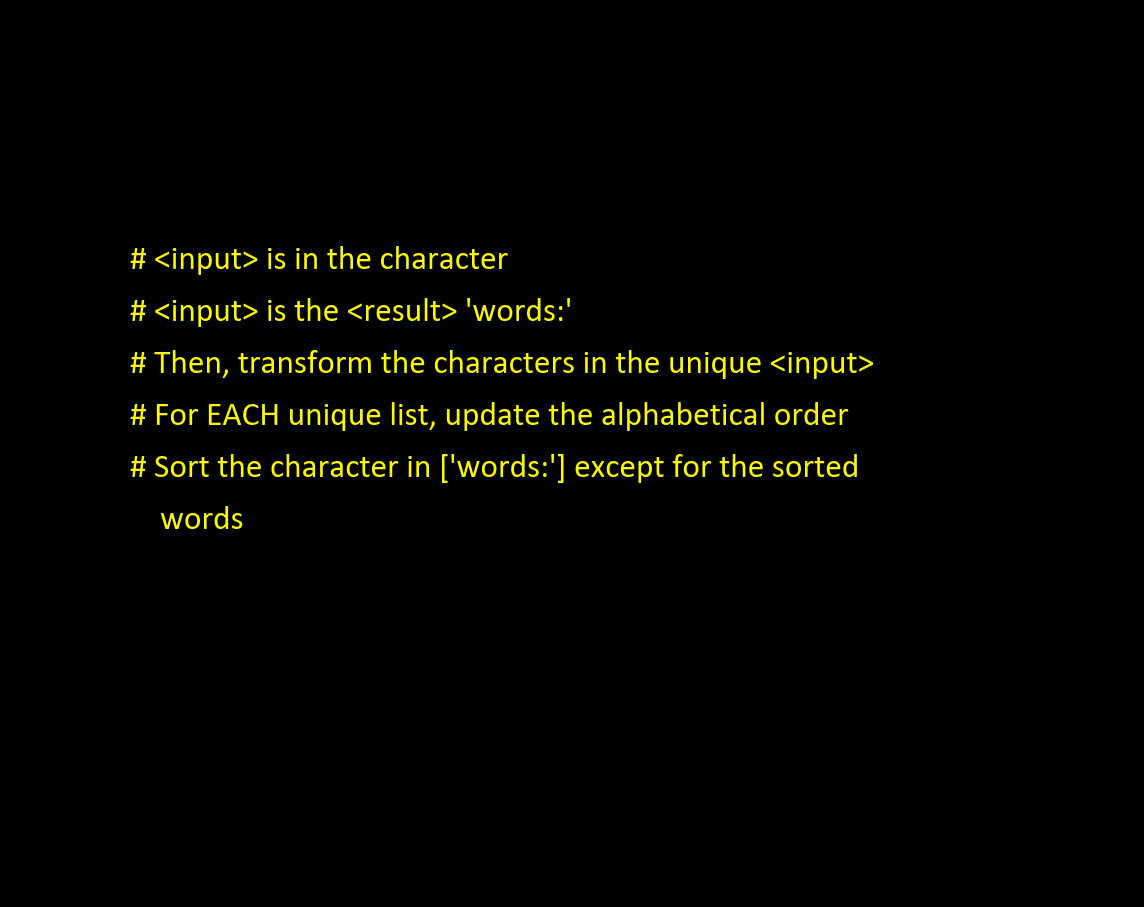 # <input> is in the character
# <input> is the <result> 'words:'
# Then, transform the characters in the unique <input>
# For EACH unique list, update the alphabetical order
# Sort the character in ['words:'] except for the sorted
words